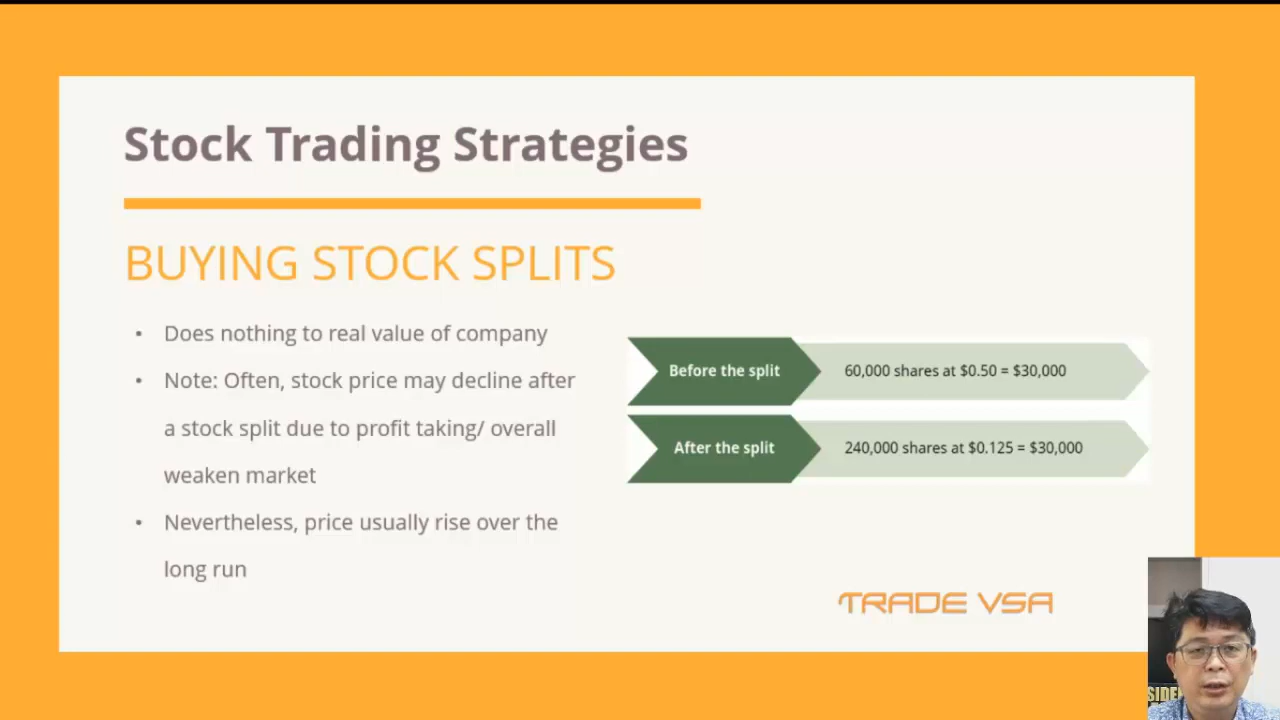 Stock Trading Strategies
BUYING STOCK SPLITS
• Does nothing to real value of company
• Note: Often, stock price may decline after
a stock split due to profit taking/ overall
weaken market
• Nevertheless, price usually rise over the
long run
Before the split
60,000 shares at $0.50 = $30,000
After the split
240,000 shares at $0.125 = $30,000
TRADE VSA